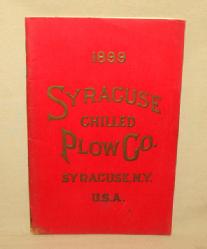 1899
SYRACUSE
CHILLED
PLOW CO.
SYRACUSE, N.Y.
U.S.A.